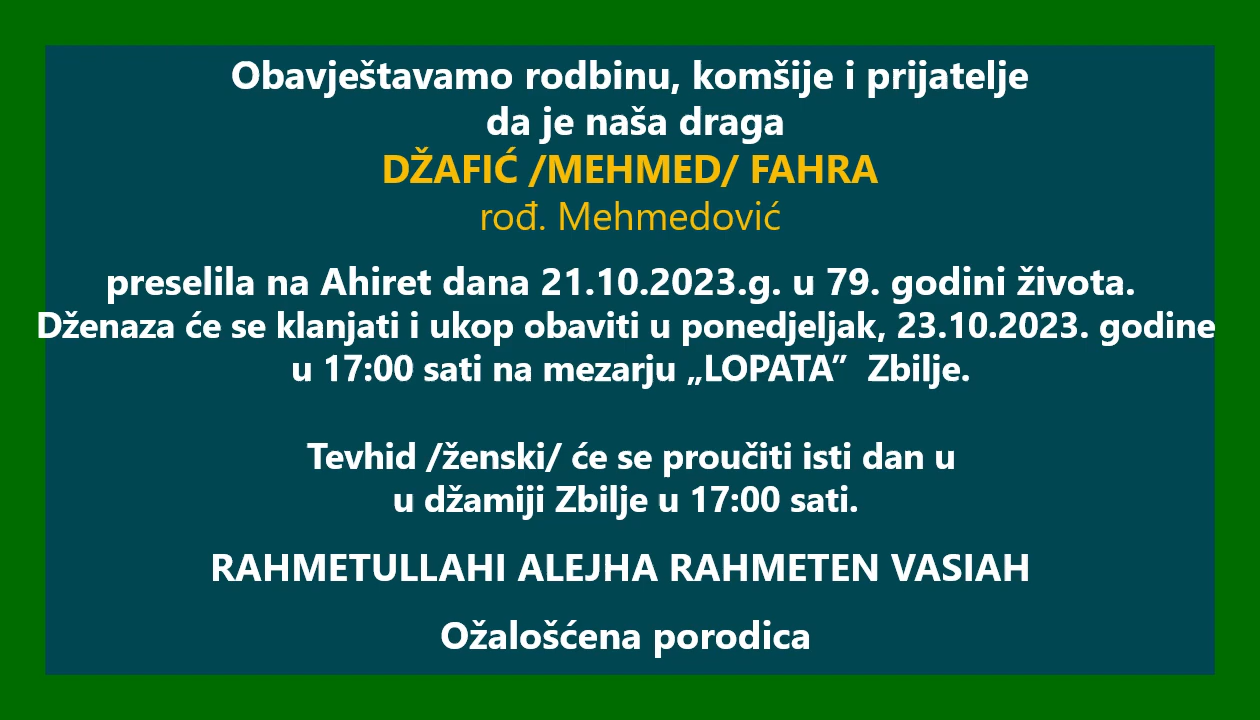 Obavještavamo rodbinu, komšije i prijatelje
da je naša draga
DŽAFIĆ /MEHMED/ FAHRA
rođ. Mehmedović
preselila na Ahiret dana 21.10.2023.g. u 79. godini života.
Dženaza će se klanjati i ukop obaviti u ponedjeljak, 23.10.2023. godine
u 17:00 sati na mezarju „LOPATA” Zbilje.
Tevhid /ženski/ će se proučiti isti dan u
u džamiji Zbilje u 17:00 sati.
RAHMETULLAHI ALEJHA RAHMETEN VASIAH
Ožalošćena porodica